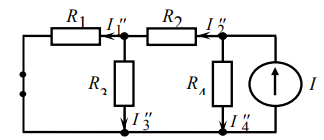 R1 I1″ R2 I2″
R3 R4 I
I3″ I4″